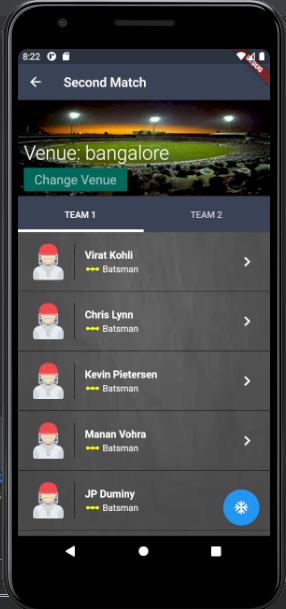 8:22
DEBUG
Second Match
Venue: bangalore
Change Venue
TEAM 1
TEAM 2
Virat Kohli
Batsman
Chris Lynn
Batsman
Kevin Pietersen
Batsman
Manan Vohra
Batsman
JP Duminy
Batsman